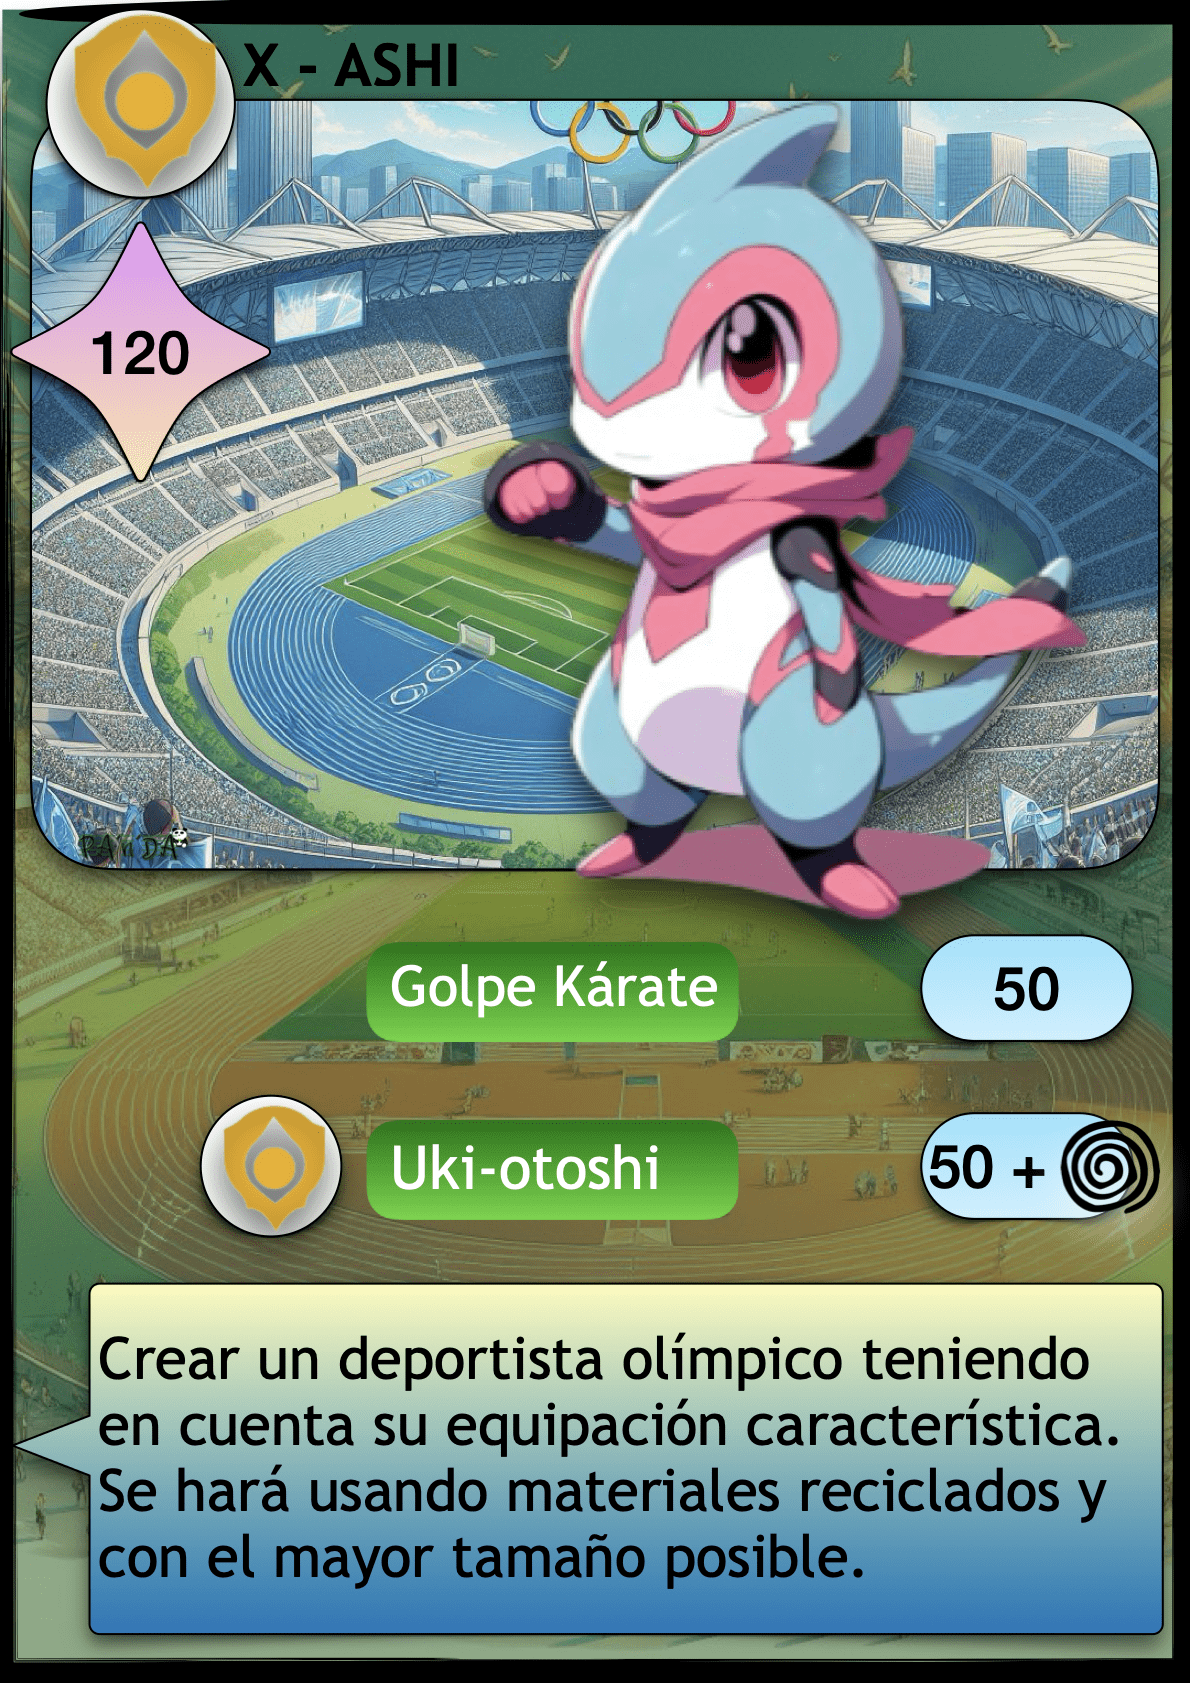 X - ASHI
120
PANDA
Golpe Kárate
50
Uki-otoshi
50 +
Crear un deportista olímpico teniendo
en cuenta su equipación característica.
Se hará usando materiales reciclados y
con el mayor tamaño posible.